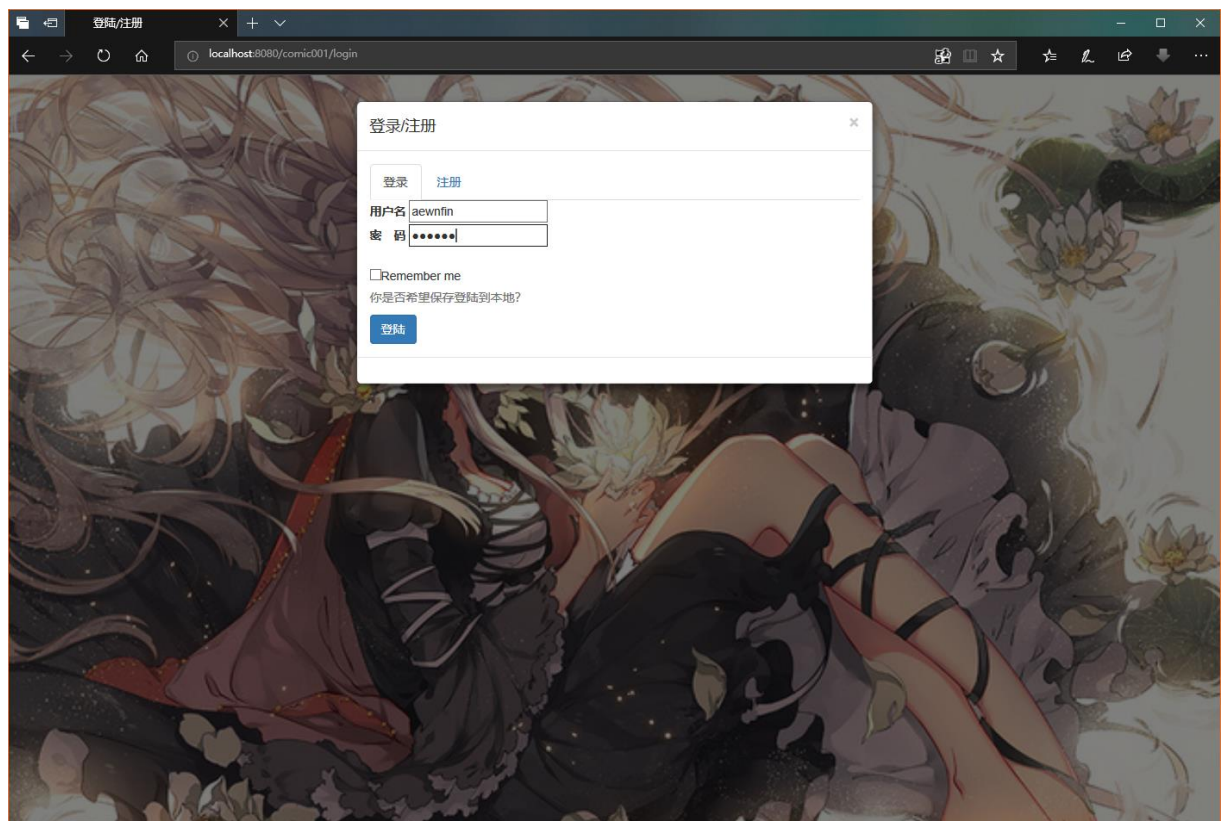 登陆/注册
localhost:8080/comic001/login
登录/注册
×
登录 注册
用户名 aewnfin
密 码 ●●●●●●
Remember me
你是否希望保存登陆到本地?
登陆